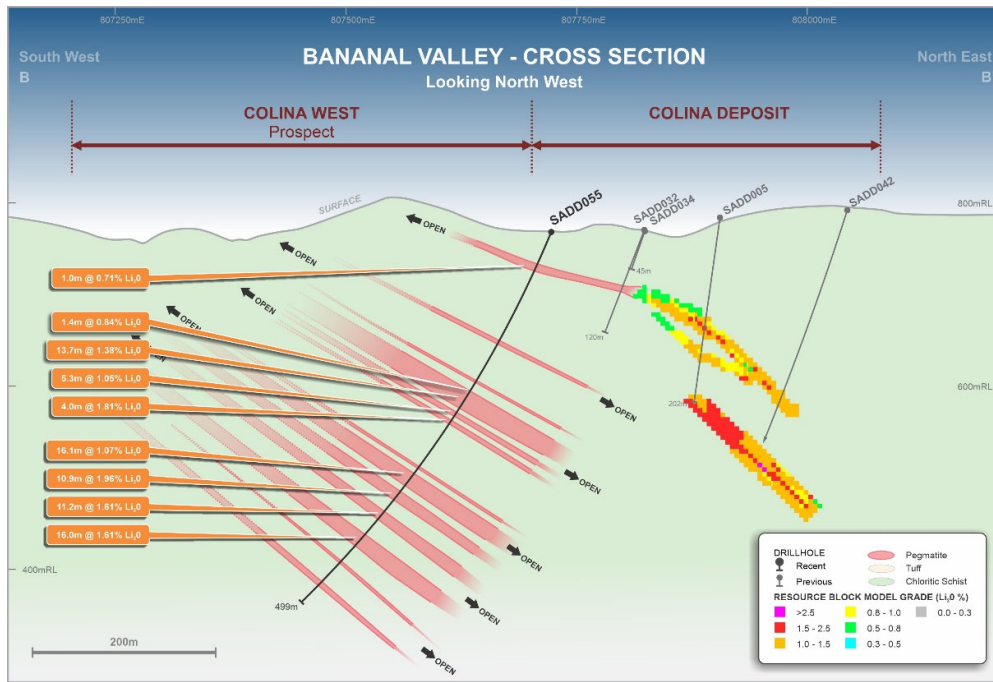 807250mE 807500mE 807750mE 808000mE
BANANAL VALLEY - CROSS SECTION
Looking North West
South West
B
North East
B
COLINA WEST
Prospect
COLINA DEPOSIT
SURFACE
SADD055
SADD032
SADD034
SADD005
SADD042
800mRL
OPEN
OPEN
OPEN
OPEN
OPEN
1.0m @ 0.71% Li₂0
1.4m @ 0.84% Li₂0
13.7m @ 1.38% Li₂0
5.3m @ 1.05% Li₂0
4.0m @ 1.81% Li₂0
16.1m @ 1.07% Li₂0
10.9m @ 1.96% Li₂0
11.2m @ 1.61% Li₂0
16.0m @ 1.61% Li₂0
45m
120m
202m
600mRL
OPEN
OPEN
OPEN
OPEN
OPEN
400mRL
499m
200m
DRILLHOLE
Recent
Previous
Pegmatite
Tuff
Chloritic Schist
RESOURCE BLOCK MODEL GRADE (Li₂0 %)
>2.5
1.5 - 2.5
1.0 - 1.5
0.8 - 1.0
0.5 - 0.8
0.3 - 0.5
0.0 - 0.3